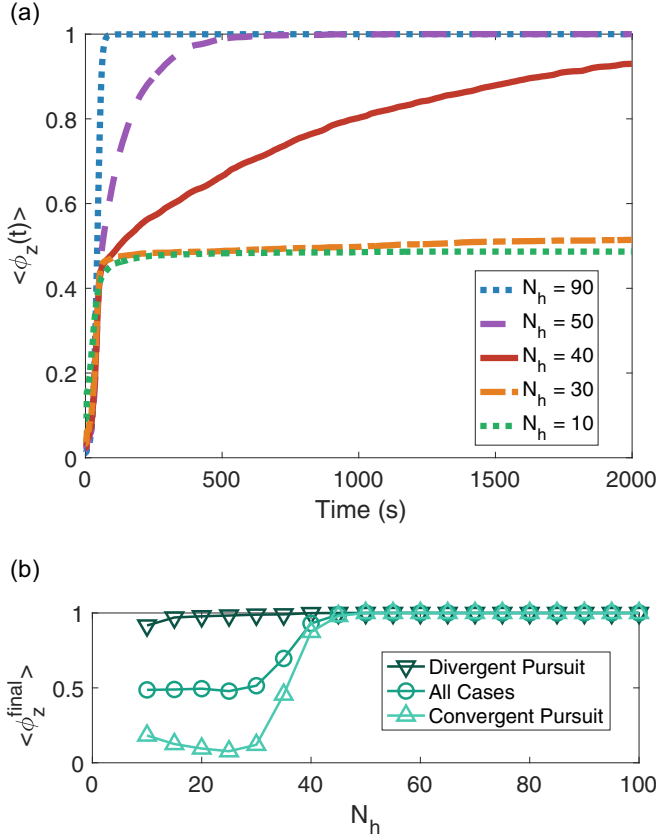 (a)
1
0.8
0.6
0.4
0.2
0
<ϕz(t)>
0 500 1000 1500 2000
Time (s)
Nh = 90
Nh = 50
Nh = 40
Nh = 30
Nh = 10
(b)
1
0.5
0
<ϕz^final>
0 20 40 60 80 100
Nh
Divergent Pursuit
All Cases
Convergent Pursuit